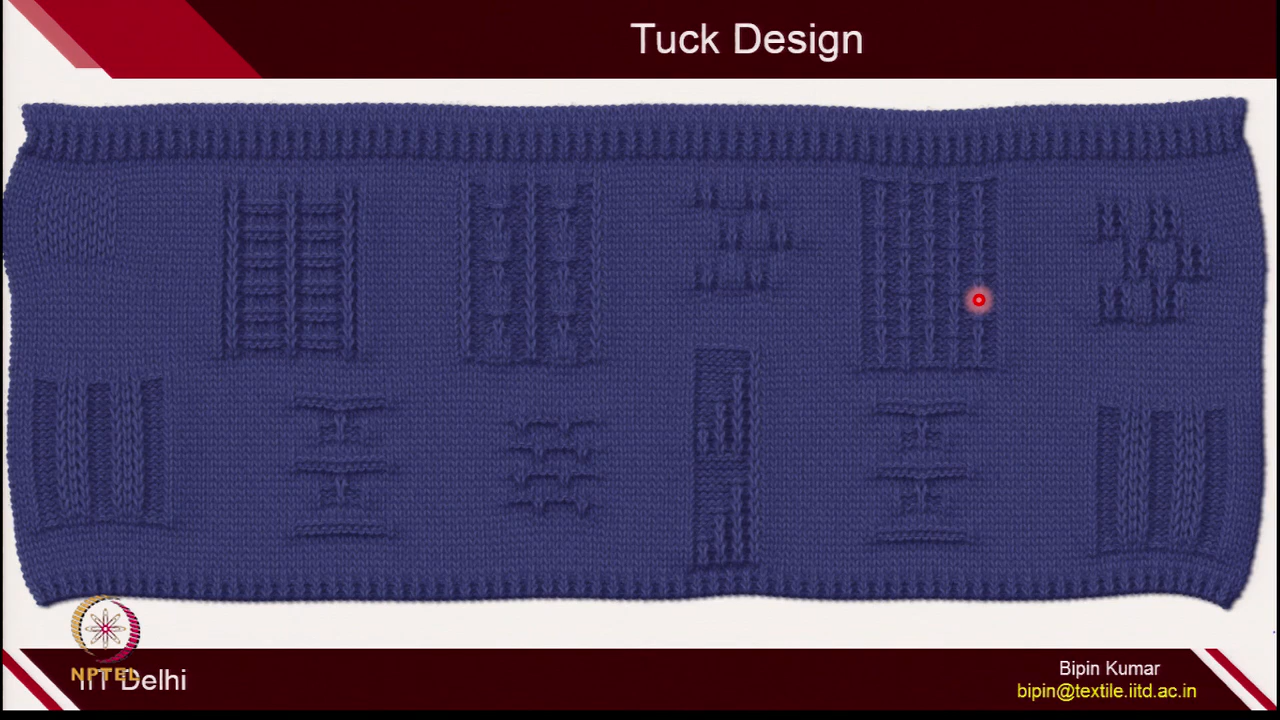 Tuck Design
NPTEL
IIT Delhi
Bipin Kumar
bipin@textile.iitd.ac.in